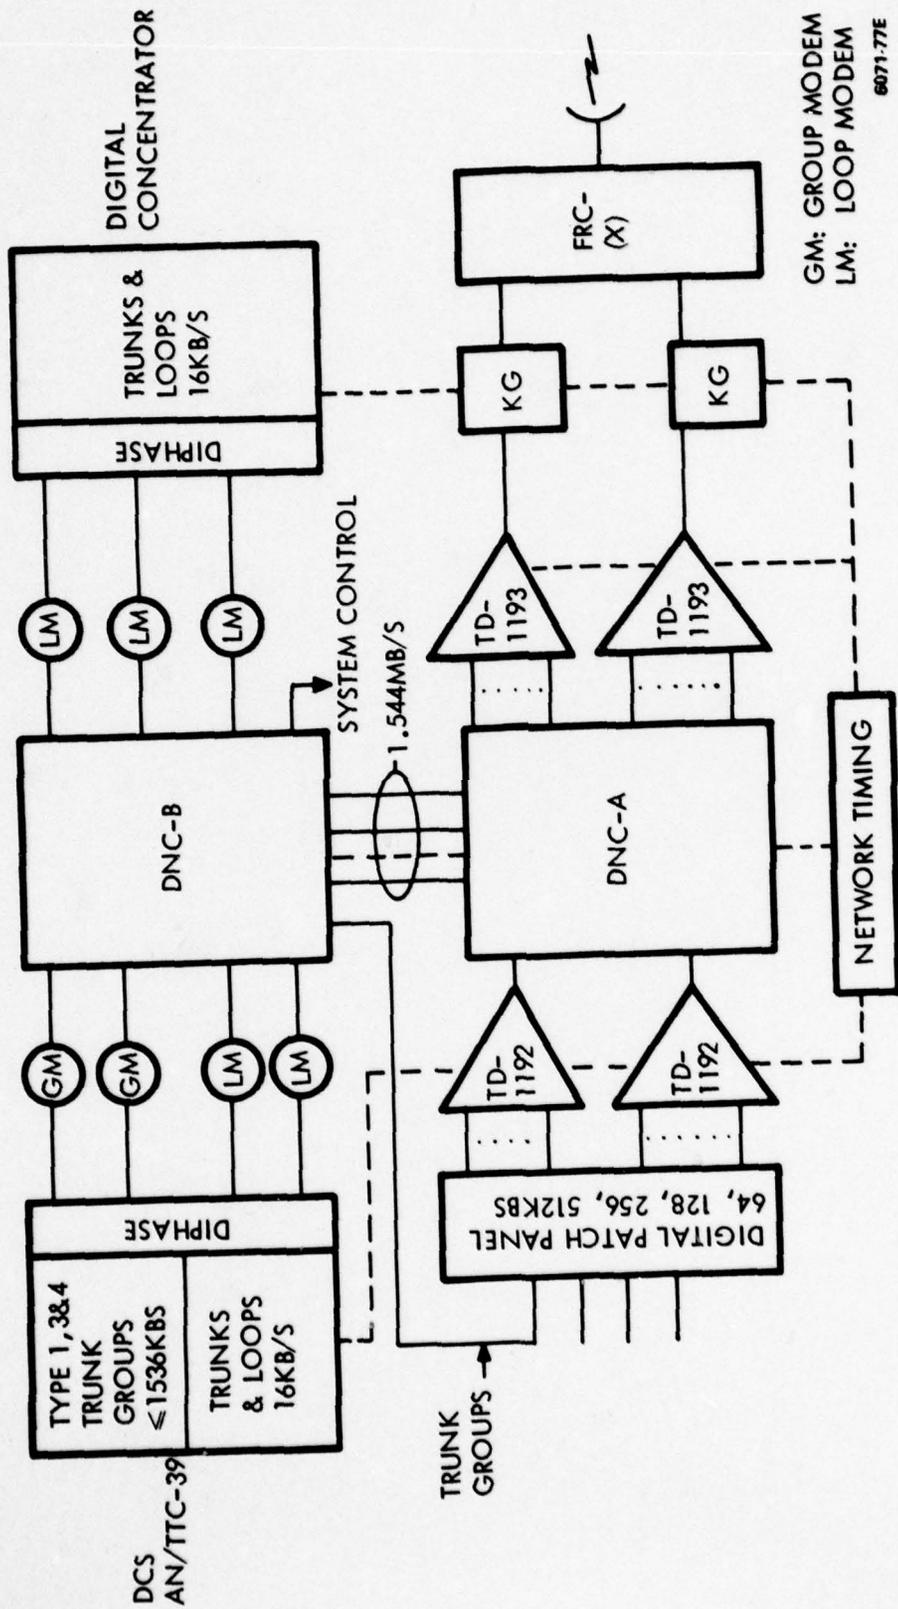 DCS
AN/TTC-39
TYPE 1,3&4
TRUNK
GROUPS
⩽1536KBS
TRUNKS
& LOOPS
16KB/S
DIPHASE
GM
GM
LM
LM
DNC-B
LM
LM
LM
DIPHASE
TRUNKS &
LOOPS
16KB/S
DIGITAL
CONCENTRATOR
SYSTEM CONTROL
1.544MB/S
TRUNK
GROUPS
DIGITAL PATCH PANEL
64, 128, 256, 512KBS
TD-
1192
TD-
1192
DNC-A
TD-
1193
TD-
1193
KG
KG
FRC-
(X)
NETWORK TIMING
GM: GROUP MODEM
LM: LOOP MODEM
6071-77E